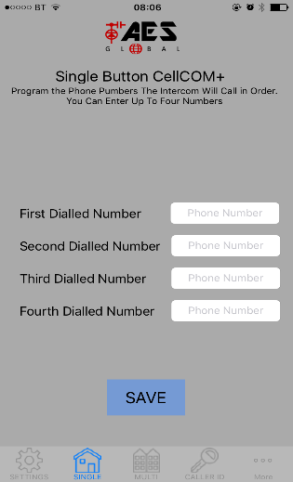 BT 08:06
AES
GLOBAL
Single Button CellCOM+
Program the Phone Pumbers The Intercom Will Call in Order.
You Can Enter Up To Four Numbers
First Dialled Number Phone Number
Second Dialled Number Phone Number
Third Dialled Number Phone Number
Fourth Dialled Number Phone Number
SAVE
SETTINGS SINGLE MULTI CALLER ID More